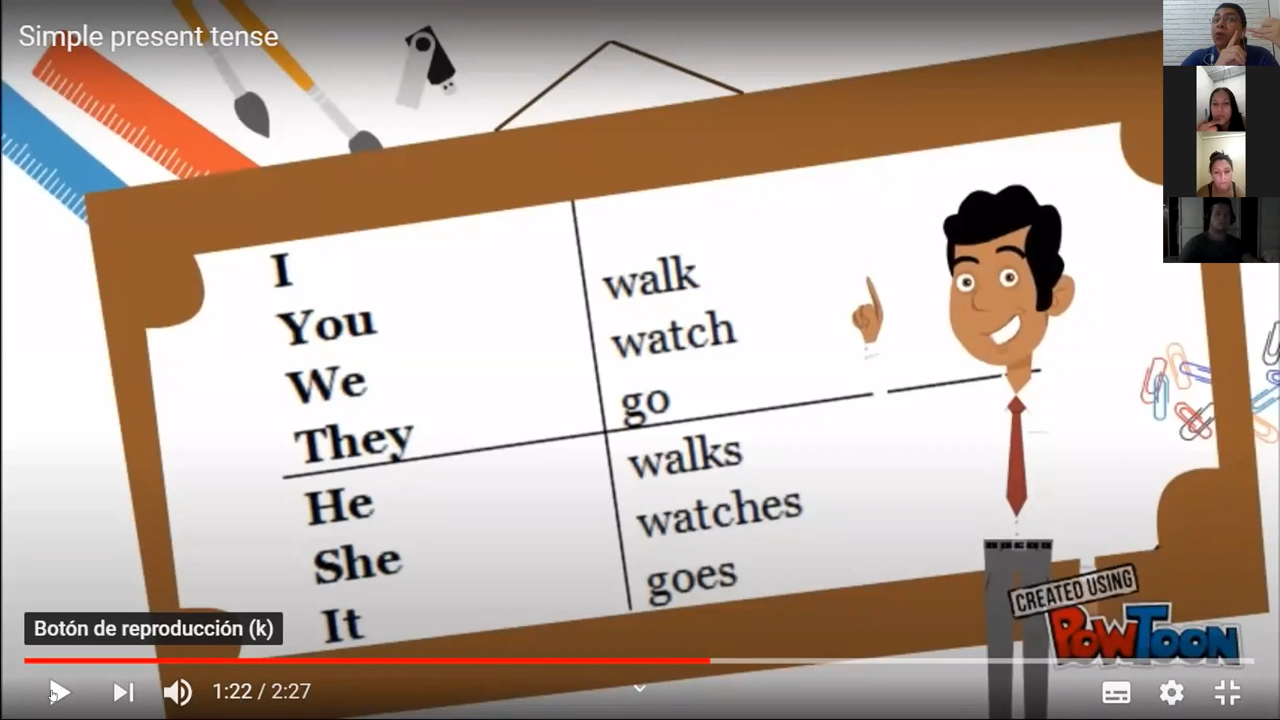 Simple present tense
I
You
We
They
He
She
It
walk
watch
go
walks
watches
goes
CREATED USING
POWTOON
Botón de reproducción (k)
1:22 / 2:27